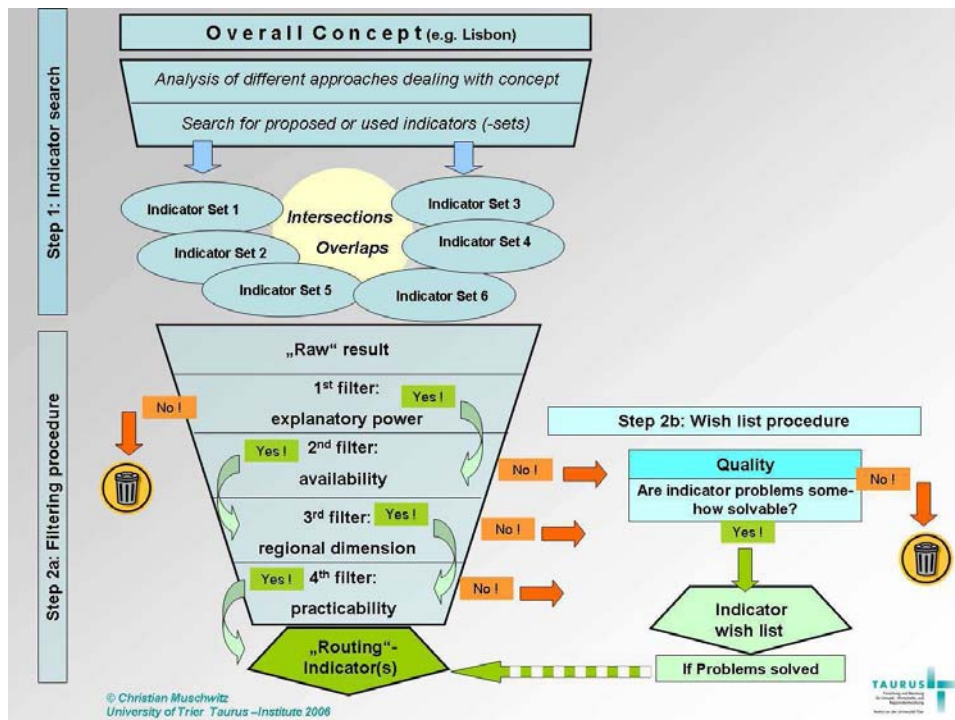 Overall Concept (e.g. Lisbon)
Analysis of different approaches dealing with concept
Search for proposed or used indicators (-sets)
Step 1: Indicator search
Indicator Set 1
Indicator Set 2
Indicator Set 5
Intersections
Overlaps
Indicator Set 3
Indicator Set 4
Indicator Set 6
Step 2a: Filtering procedure
„Raw“ result
1st filter:
explanatory power
Yes !
No !
2nd filter:
availability
Yes !
No !
3rd filter:
regional dimension
Yes !
No !
4th filter:
practicability
Yes !
No !
„Routing“-
Indicator(s)
Step 2b: Wish list procedure
Quality
Are indicator problems some-
how solvable?
No !
Yes !
Indicator
wish list
If Problems solved
© Christian Muschwitz
University of Trier Taurus –Institute 2006
TAURUS